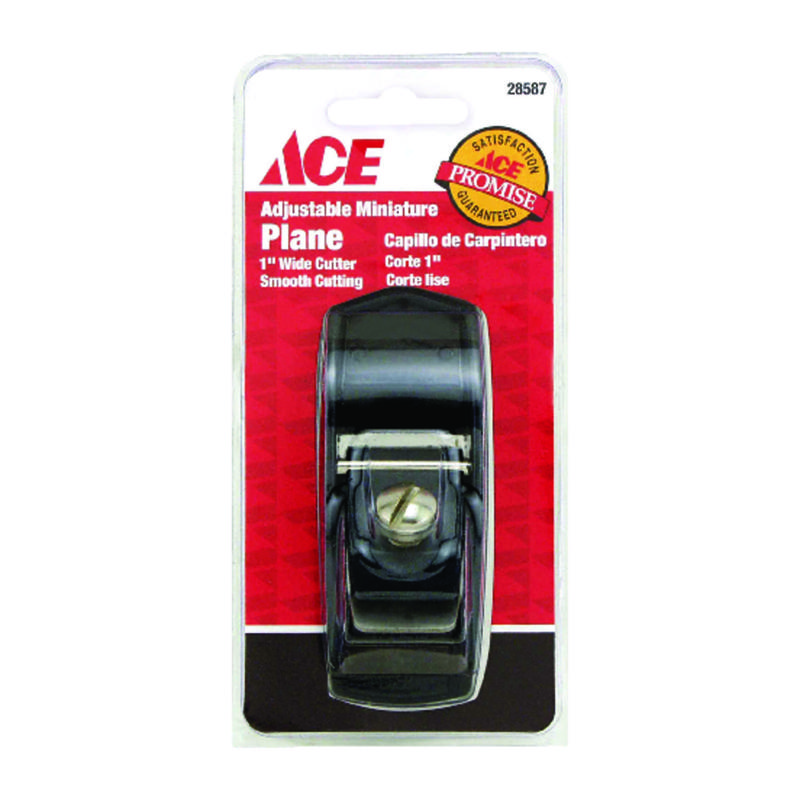 28587
ACE
SATISFACTION
ACE
PROMISE
GUARANTEED
Adjustable Miniature
Plane
1" Wide Cutter
Smooth Cutting
Capillo de Carpintero
Corte 1"
Corte lise